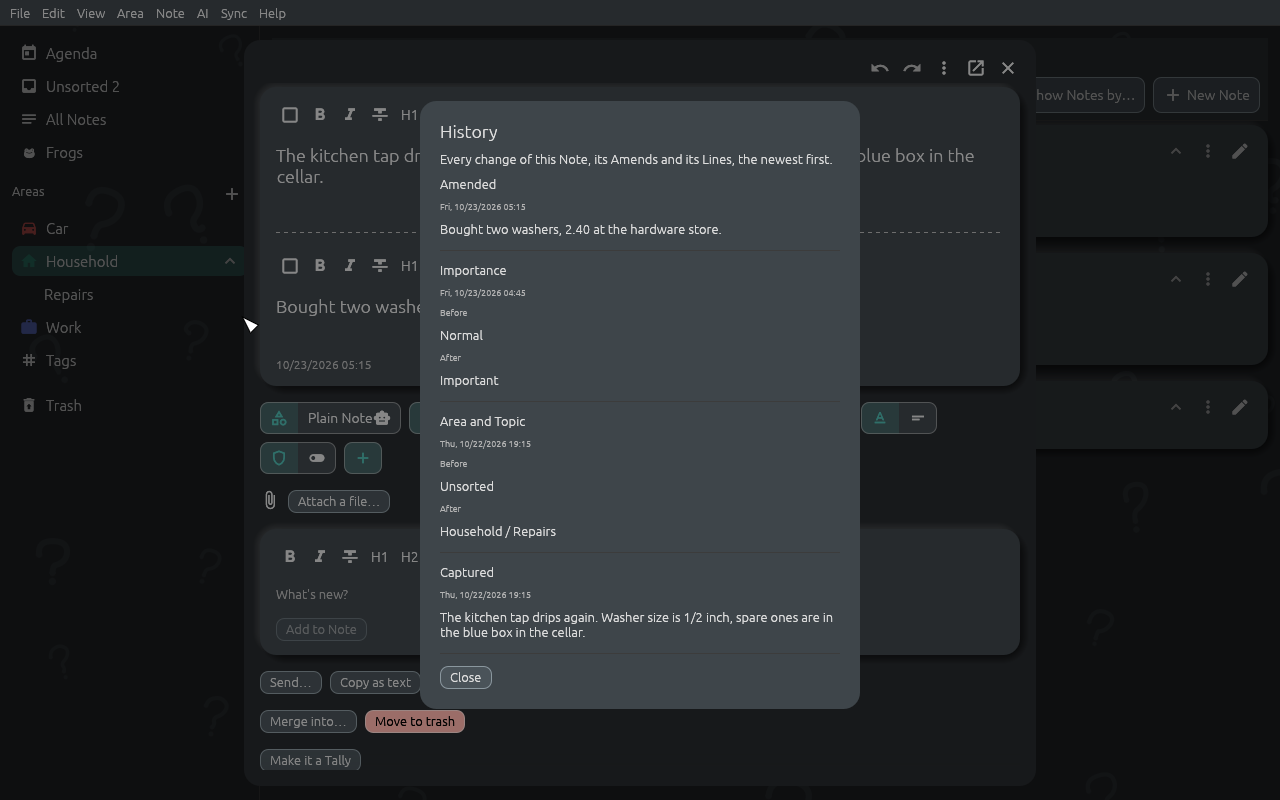 File Edit View Area Note AI Sync Help
Agenda
Unsorted 2
All Notes
Frogs
Areas
Car
Household
Repairs
Work
Tags
Trash
how Notes by…
New Note
H1
The kitchen tap dr
blue box in the
cellar.
H1
Bought two washe
10/23/2026 05:15
Plain Note
Attach a file…
H1 H2
What's new?
Add to Note
Send…
Copy as text
Merge into…
Move to trash
Make it a Tally
History
Every change of this Note, its Amends and its Lines, the newest first.
Amended
Fri, 10/23/2026 05:15
Bought two washers, 2.40 at the hardware store.
Importance
Fri, 10/23/2026 04:45
Before
Normal
After
Important
Area and Topic
Thu, 10/22/2026 19:15
Before
Unsorted
After
Household / Repairs
Captured
Thu, 10/22/2026 19:15
The kitchen tap drips again. Washer size is 1/2 inch, spare ones are in
the blue box in the cellar.
Close